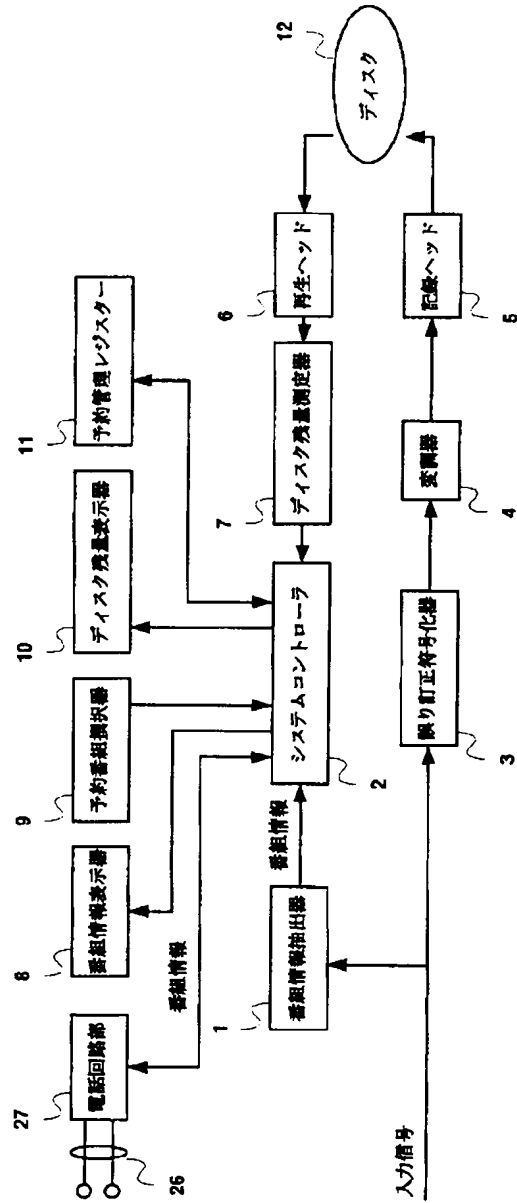 27
電話回路部
26
8
番組情報表示器
9
予約番組撰択器
10
ディスク残量表示器
11
予約管理レジスター
番組情報
1
番組情報抽出器
番組情報
システムコントローラ
2
7
ディスク残量測定器
6
再生ヘッド
12
ディスク
入力信号
誤り訂正符号化器
3
変調器
4
記録ヘッド
5